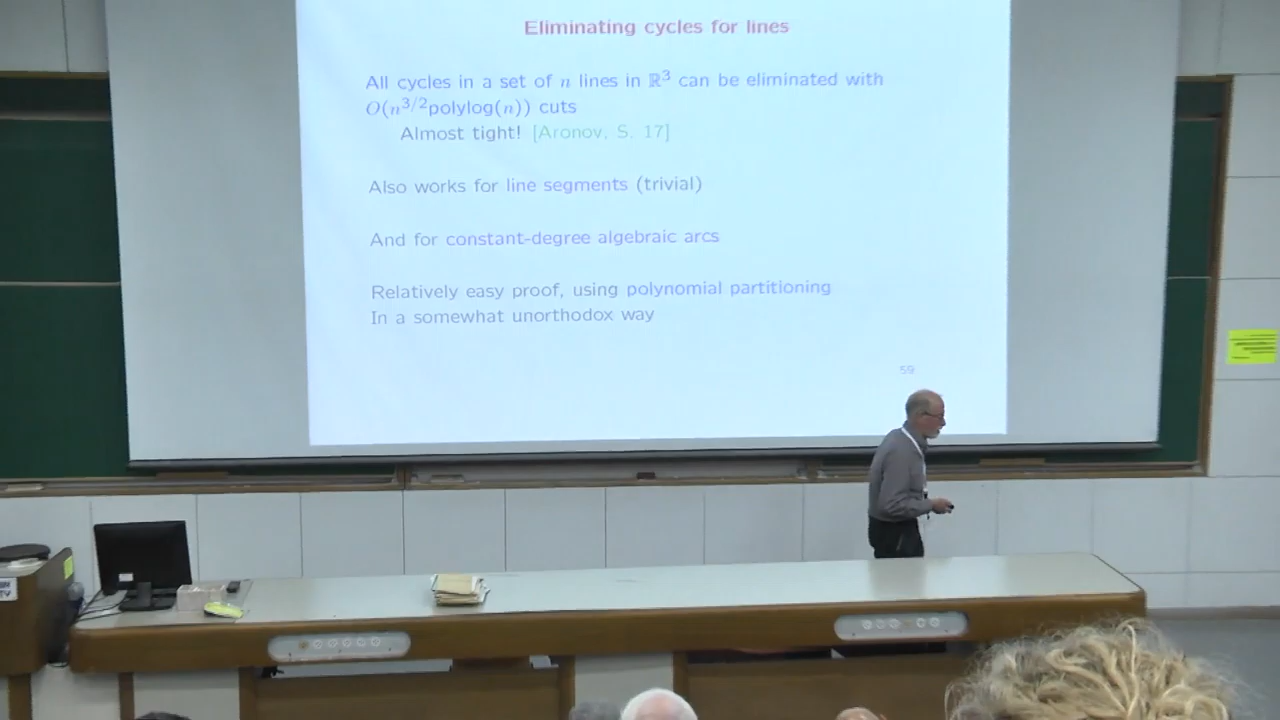 Eliminating cycles for lines
All cycles in a set of n lines in ℝ³ can be eliminated with
O(n^{3/2}polylog(n)) cuts
Almost tight! [Aronov, S. 17]
Also works for line segments (trivial)
And for constant-degree algebraic arcs
Relatively easy proof, using polynomial partitioning
In a somewhat unorthodox way
59